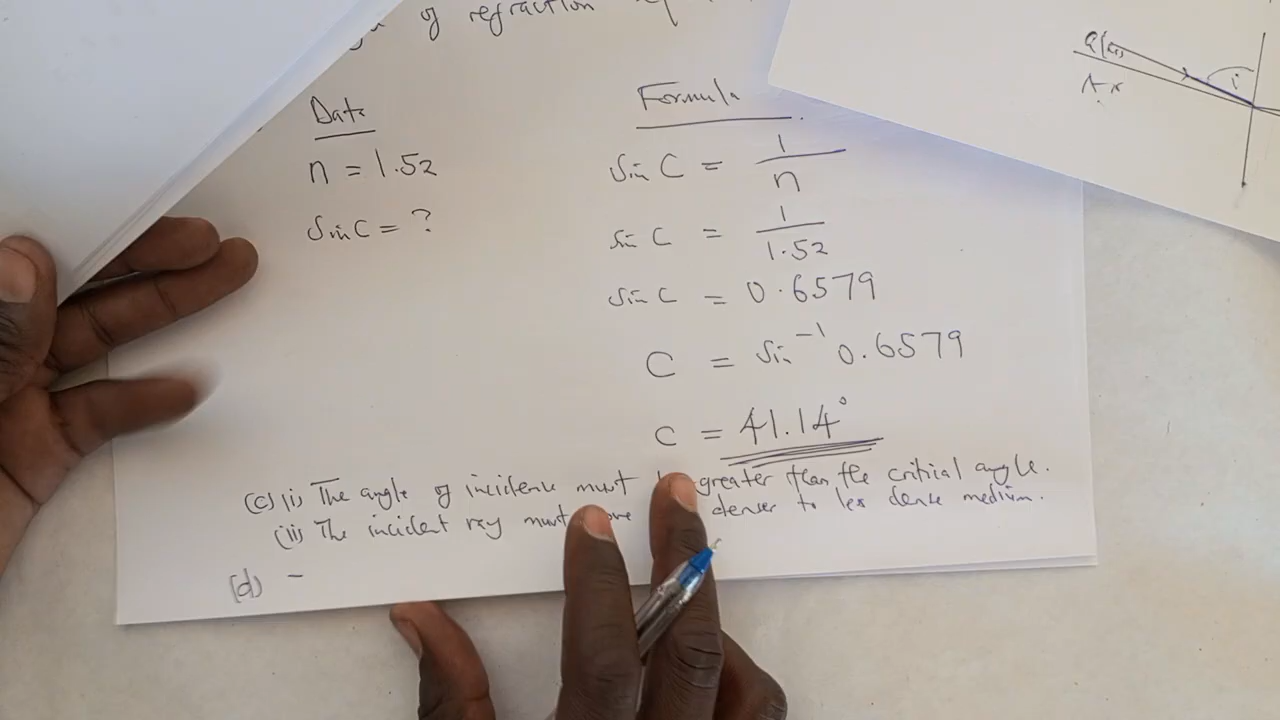 of refraction
Data
n = 1.52
Sin C = ?
Formula
Sin C = 1/n
Sin C = 1/1.52
Sin C = 0.6579
C = Sin⁻¹ 0.6579
C = 41.14°
(c) (i) The angle of incidence must greater than the critical angle.
(ii) The incident ray must denser to less dense medium.
(d) -
i